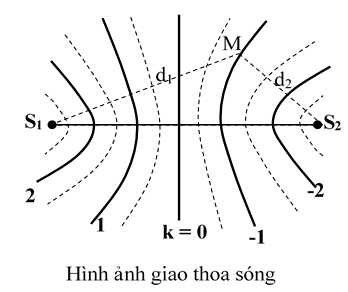 M
d₁
d₂
S₁
S₂
2
1
k = 0
-1
-2
Hình ảnh giao thoa sóng